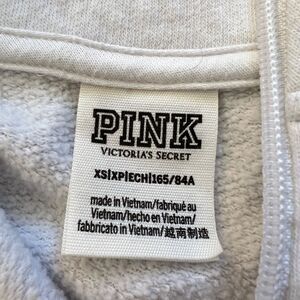 PINK
VICTORIA'S SECRET
XS|XP|ECH|165/84A
made in Vietnam/fabriqué au
Vietnam/hecho en Vietnam/
fabbricato in Vietnam/越南制造